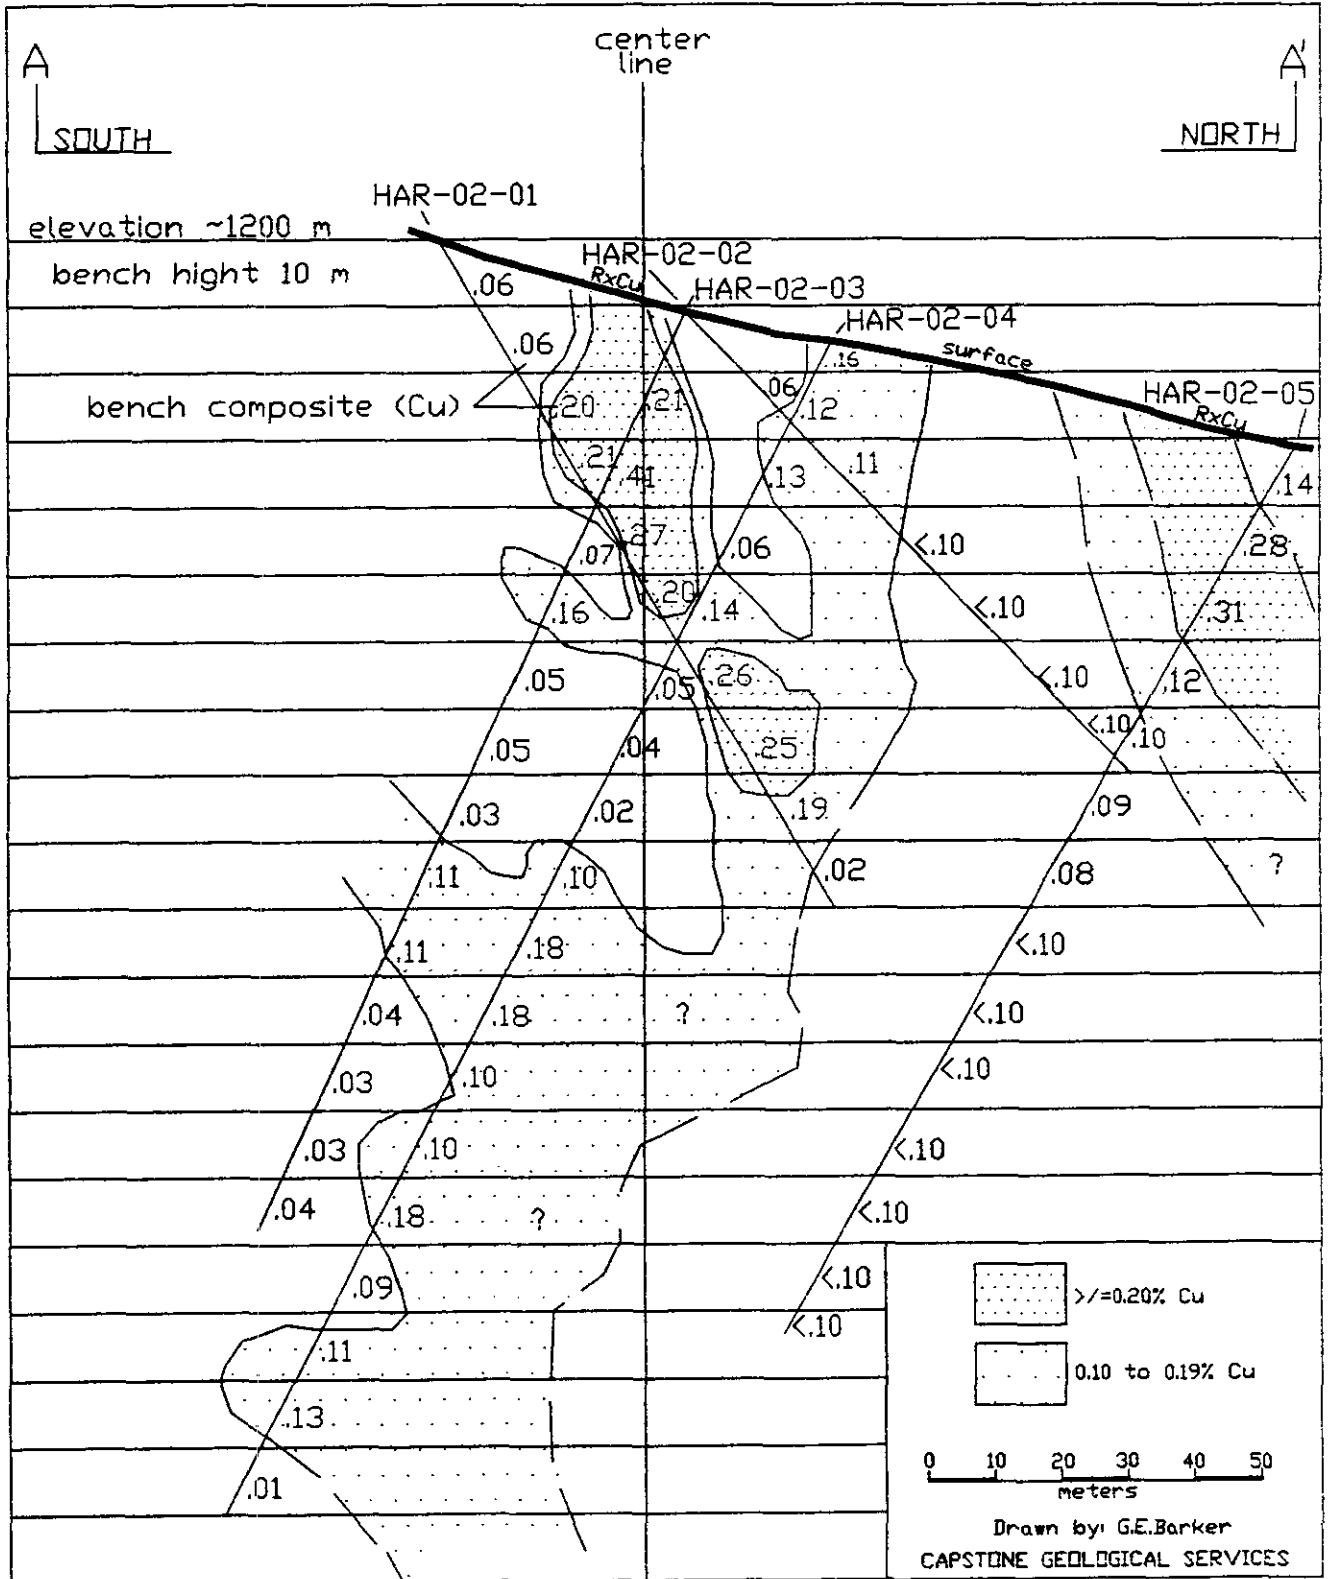 A
center
line
A'
SOUTH
NORTH
HAR-02-01
elevation ~1200 m
HAR-02-02
bench hight 10 m
RxCu
HAR-02-03
.06
HAR-02-04
.06
surface
.16
HAR-02-05
bench composite (Cu)
.20
.21
.06
.12
RxCu
.21
.41
.13
.11
.14
.27
.07
.06
<.10
.28
.16
.20
.14
<.10
.31
.05
.05
.26
<.10
.12
.05
.04
.25
<.10
.10
.03
.02
.19
.09
.11
.10
.02
.08
?
.11
.18
<.10
.04
.18
?
<.10
.03
.10
<.10
.03
.10
<.10
.04
.18
?
<.10
.09
<.10
>/=0.20% Cu
.11
<.10
0.10 to 0.19% Cu
.13
.01
0 10 20 30 40 50
meters
Drawn by: G.E.Barker
CAPSTONE GEOLOGICAL SERVICES